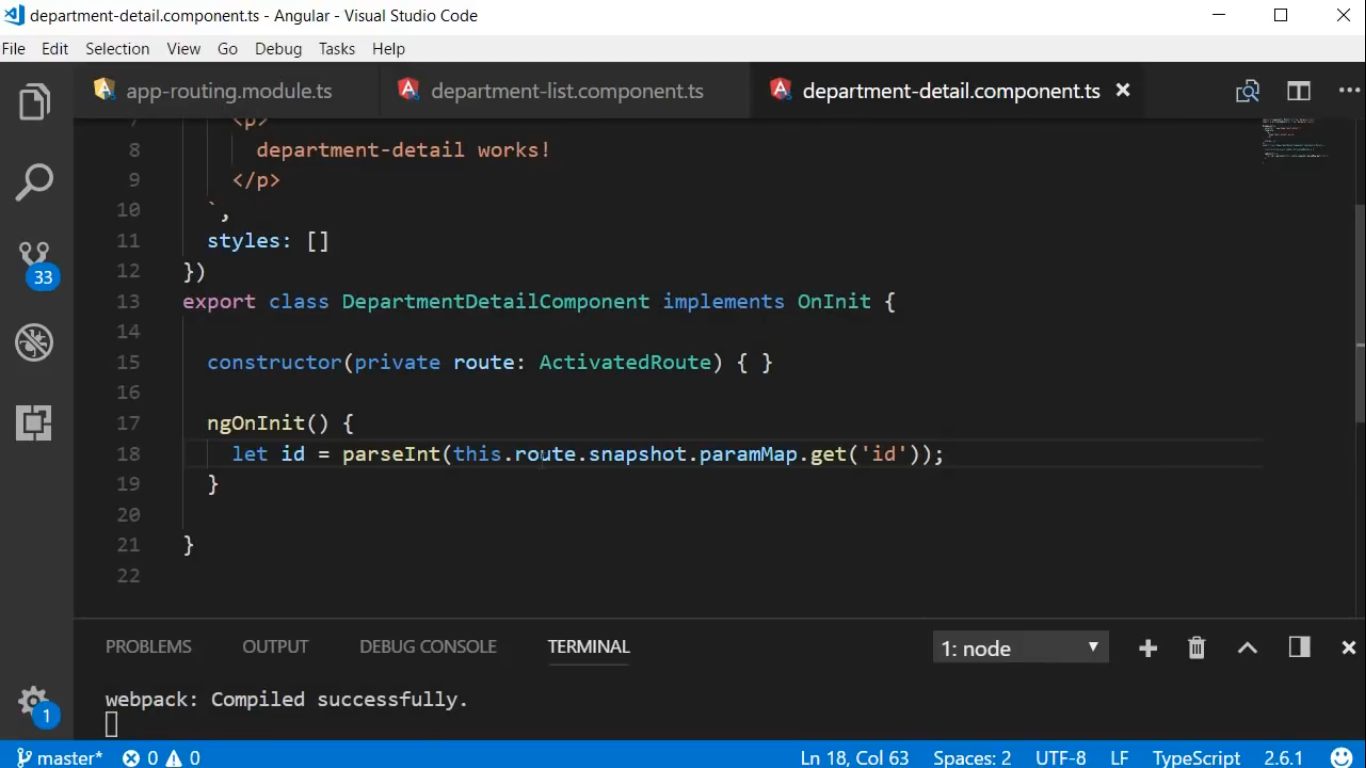 department-detail.component.ts - Angular - Visual Studio Code
File Edit Selection View Go Debug Tasks Help
app-routing.module.ts department-list.component.ts department-detail.component.ts
7 <p>
8 department-detail works!
9 </p>
10 `,
11 styles: []
12 })
13 export class DepartmentDetailComponent implements OnInit {
14
15 constructor(private route: ActivatedRoute) { }
16
17 ngOnInit() {
18 let id = parseInt(this.route.snapshot.paramMap.get('id'));
19 }
20
21 }
22
33
1
PROBLEMS OUTPUT DEBUG CONSOLE TERMINAL 1: node
webpack: Compiled successfully.
master* 0 0 Ln 18, Col 63 Spaces: 2 UTF-8 LF TypeScript 2.6.1